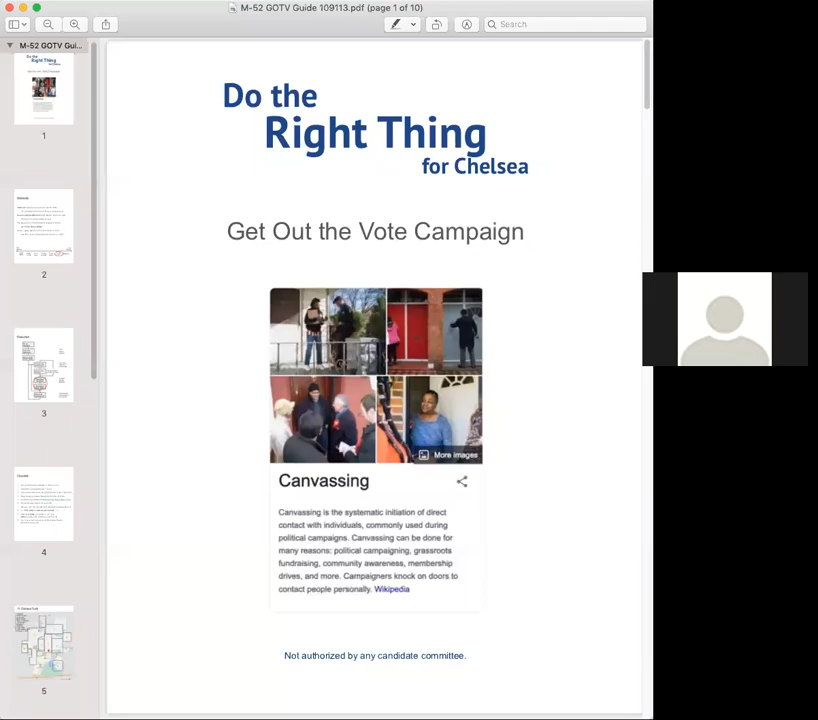 M-52 GOTV Guide 109113.pdf (page 1 of 10)
Search
M-52 GOTV Gui...
1
2
3
4
5
Do the
Right Thing
for Chelsea
Get Out the Vote Campaign
More images
Canvassing
Canvassing is the systematic initiation of direct
contact with individuals, commonly used during
political campaigns. Canvassing can be done for
many reasons: political campaigning, grassroots
fundraising, community awareness, membership
drives, and more. Campaigners knock on doors to
contact people personally. Wikipedia
Not authorized by any candidate committee.